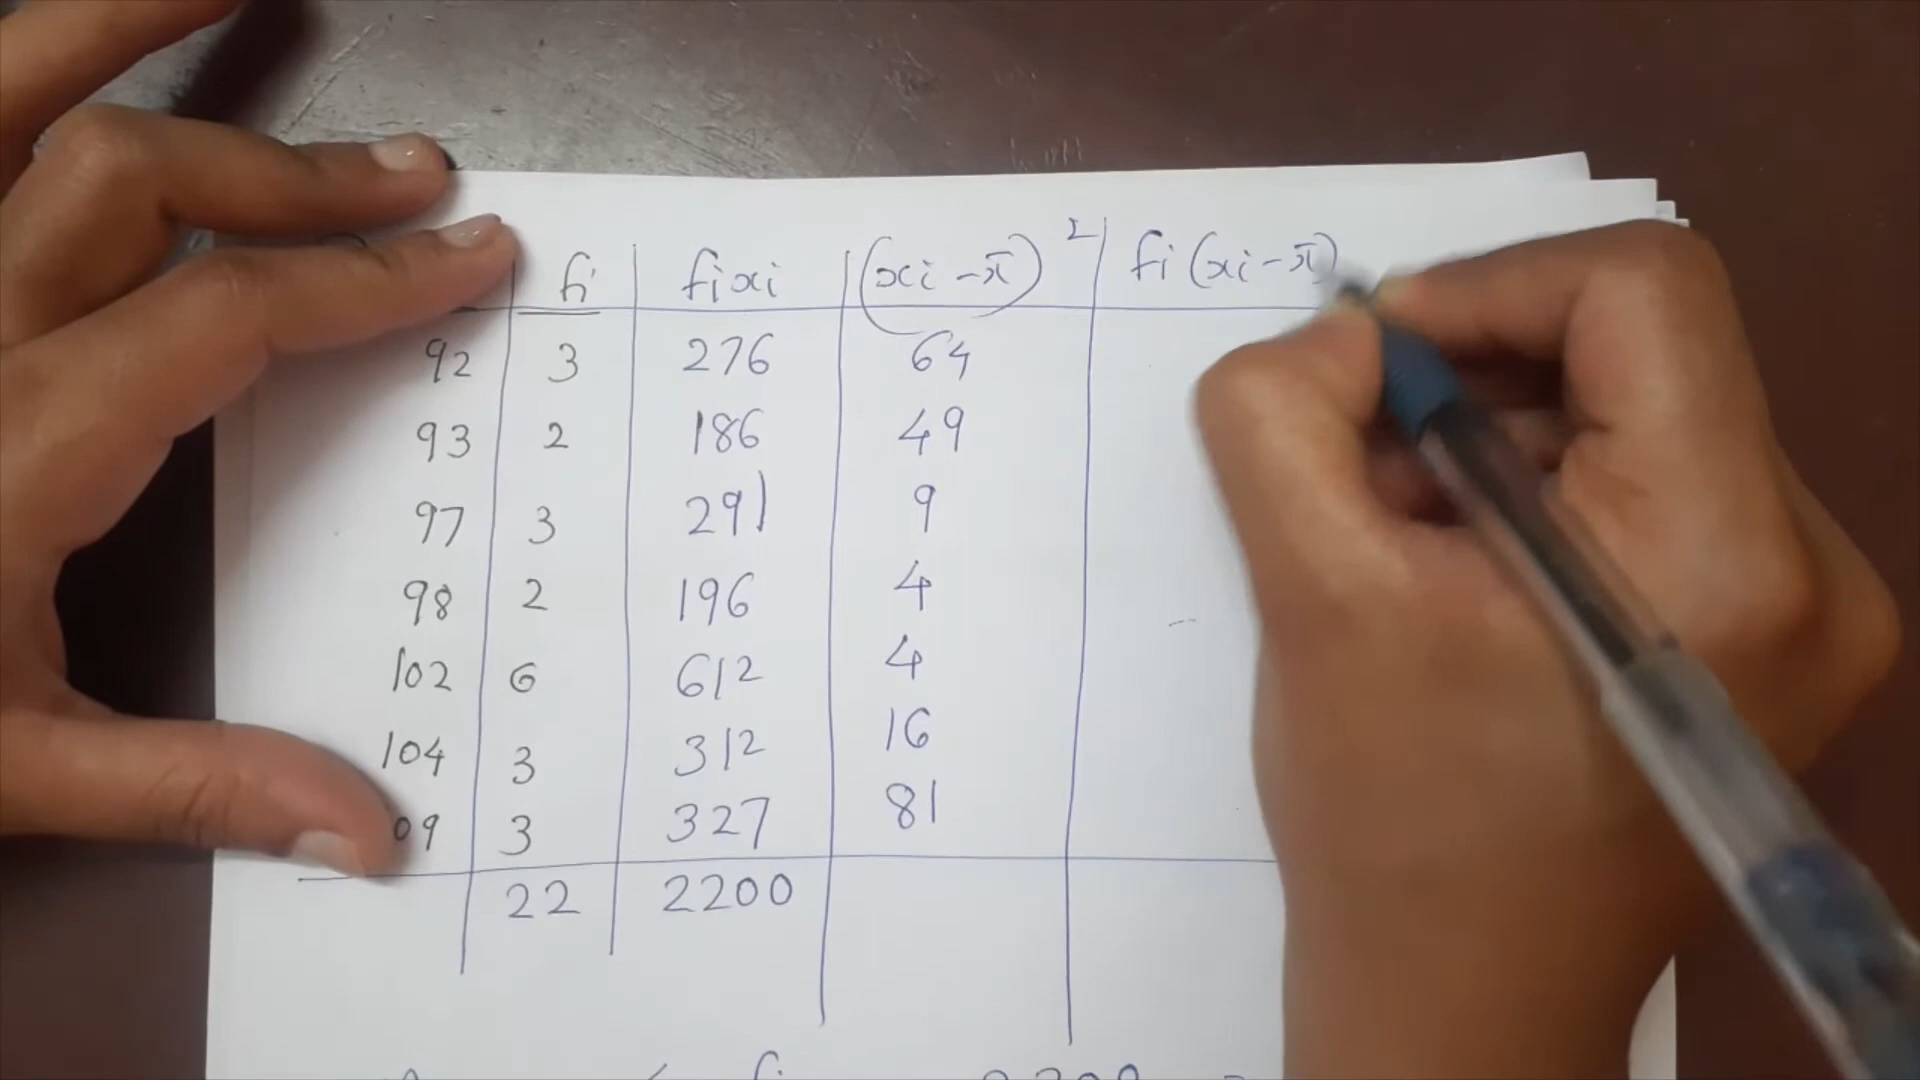 fi | fixi | (xi - x̄)² | fi (xi - x̄)
92 | 3 | 276 | 64
93 | 2 | 186 | 49
97 | 3 | 291 | 9
98 | 2 | 196 | 4
102 | 6 | 612 | 4
104 | 3 | 312 | 16
09 | 3 | 327 | 81
22 | 2200